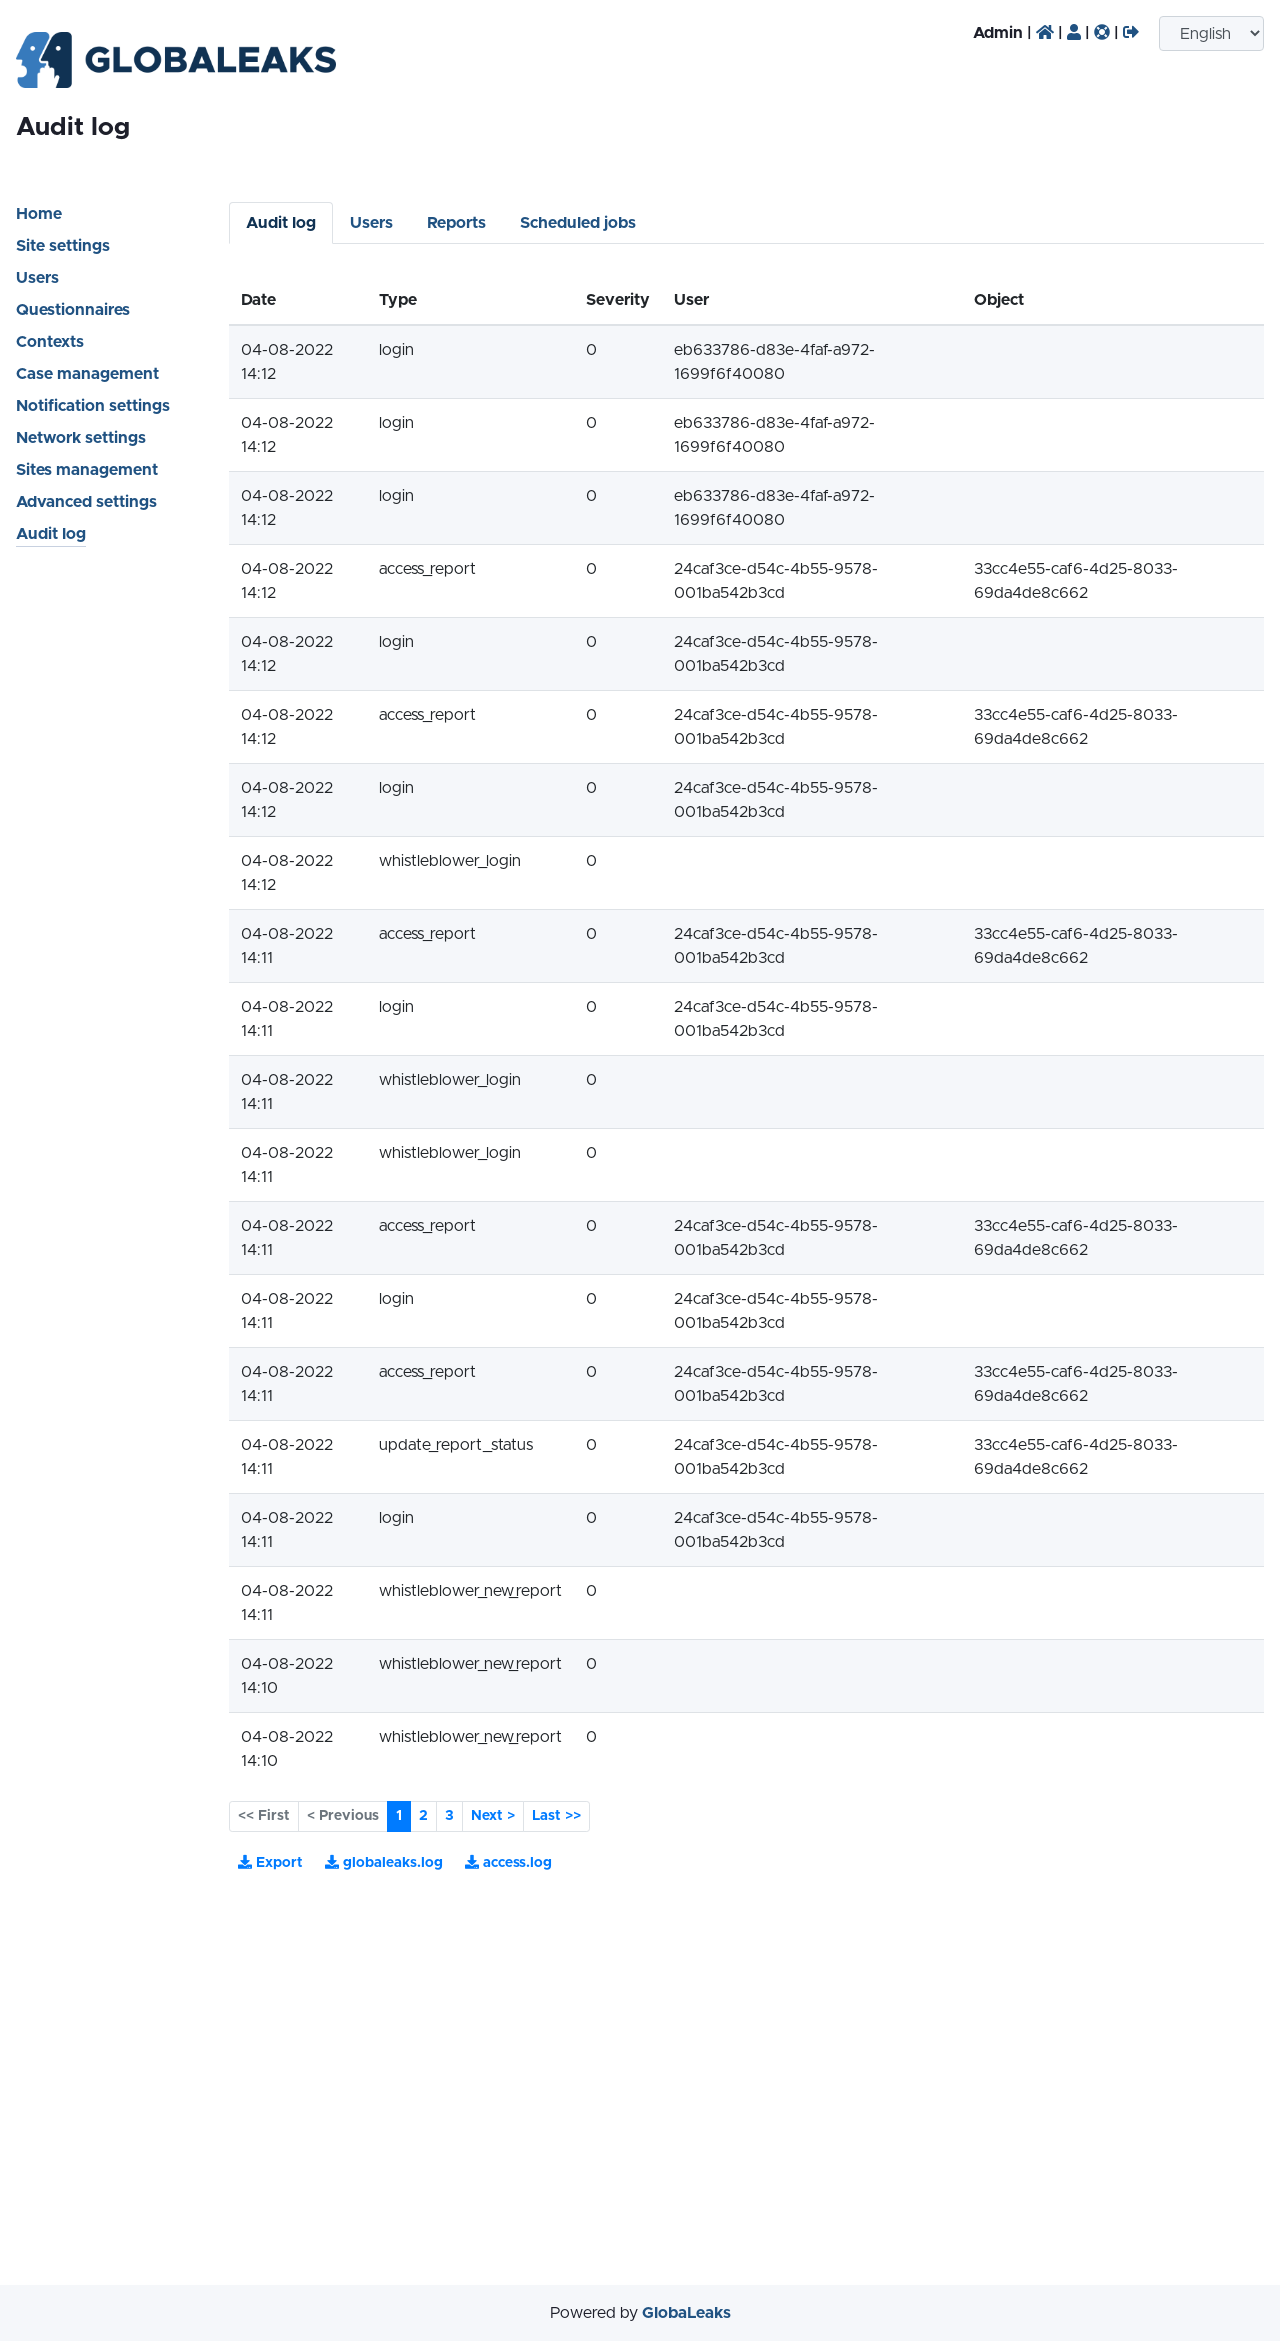 GLOBALEAKS
Admin | | | |
English
Audit log
Home
Site settings
Users
Questionnaires
Contexts
Case management
Notification settings
Network settings
Sites management
Advanced settings
Audit log
Audit log Users Reports Scheduled jobs
Date Type Severity User Object
04-08-2022 login 0 eb633786-d83e-4faf-a972-
14:12 1699f6f40080
04-08-2022 login 0 eb633786-d83e-4faf-a972-
14:12 1699f6f40080
04-08-2022 login 0 eb633786-d83e-4faf-a972-
14:12 1699f6f40080
04-08-2022 access_report 0 24caf3ce-d54c-4b55-9578- 33cc4e55-caf6-4d25-8033-
14:12 001ba542b3cd 69da4de8c662
04-08-2022 login 0 24caf3ce-d54c-4b55-9578-
14:12 001ba542b3cd
04-08-2022 access_report 0 24caf3ce-d54c-4b55-9578- 33cc4e55-caf6-4d25-8033-
14:12 001ba542b3cd 69da4de8c662
04-08-2022 login 0 24caf3ce-d54c-4b55-9578-
14:12 001ba542b3cd
04-08-2022 whistleblower_login 0
14:12
04-08-2022 access_report 0 24caf3ce-d54c-4b55-9578- 33cc4e55-caf6-4d25-8033-
14:11 001ba542b3cd 69da4de8c662
04-08-2022 login 0 24caf3ce-d54c-4b55-9578-
14:11 001ba542b3cd
04-08-2022 whistleblower_login 0
14:11
04-08-2022 whistleblower_login 0
14:11
04-08-2022 access_report 0 24caf3ce-d54c-4b55-9578- 33cc4e55-caf6-4d25-8033-
14:11 001ba542b3cd 69da4de8c662
04-08-2022 login 0 24caf3ce-d54c-4b55-9578-
14:11 001ba542b3cd
04-08-2022 access_report 0 24caf3ce-d54c-4b55-9578- 33cc4e55-caf6-4d25-8033-
14:11 001ba542b3cd 69da4de8c662
04-08-2022 update_report_status 0 24caf3ce-d54c-4b55-9578- 33cc4e55-caf6-4d25-8033-
14:11 001ba542b3cd 69da4de8c662
04-08-2022 login 0 24caf3ce-d54c-4b55-9578-
14:11 001ba542b3cd
04-08-2022 whistleblower_new_report 0
14:11
04-08-2022 whistleblower_new_report 0
14:10
04-08-2022 whistleblower_new_report 0
14:10
<< First < Previous 1 2 3 Next > Last >>
Export globaleaks.log access.log
Powered by GlobaLeaks